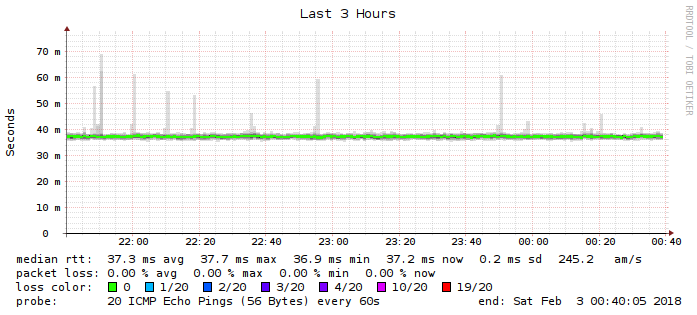 Last 3 Hours
RRDTOOL / TOBI OETIKER
Seconds
70 m
60 m
50 m
40 m
30 m
20 m
10 m
0
22:00 22:20 22:40 23:00 23:20 23:40 00:00 00:20 00:40
median rtt: 37.3 ms avg 37.7 ms max 36.9 ms min 37.2 ms now 0.2 ms sd 245.2 am/s
packet loss: 0.00 % avg 0.00 % max 0.00 % min 0.00 % now
loss color: 0 1/20 2/20 3/20 4/20 10/20 19/20
probe: 20 ICMP Echo Pings (56 Bytes) every 60s end: Sat Feb 3 00:40:05 2018